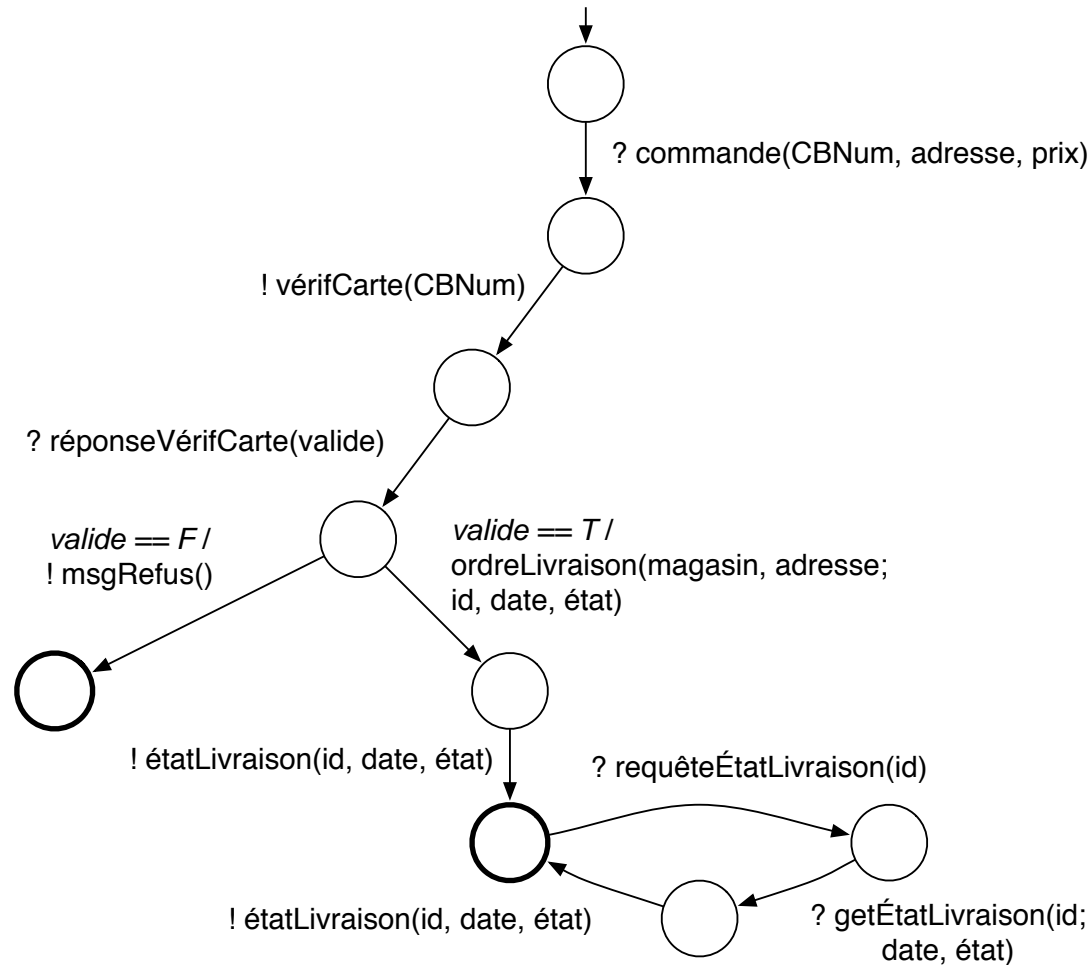 ? commande(CBNum, adresse, prix)
! vérifCarte(CBNum)
? réponseVérifCarte(valide)
valide == F /
! msgRefus()
valide == T /
ordreLivraison(magasin, adresse;
id, date, état)
! étatLivraison(id, date, état)
? requêteÉtatLivraison(id)
! étatLivraison(id, date, état)
? getÉtatLivraison(id;
date, état)